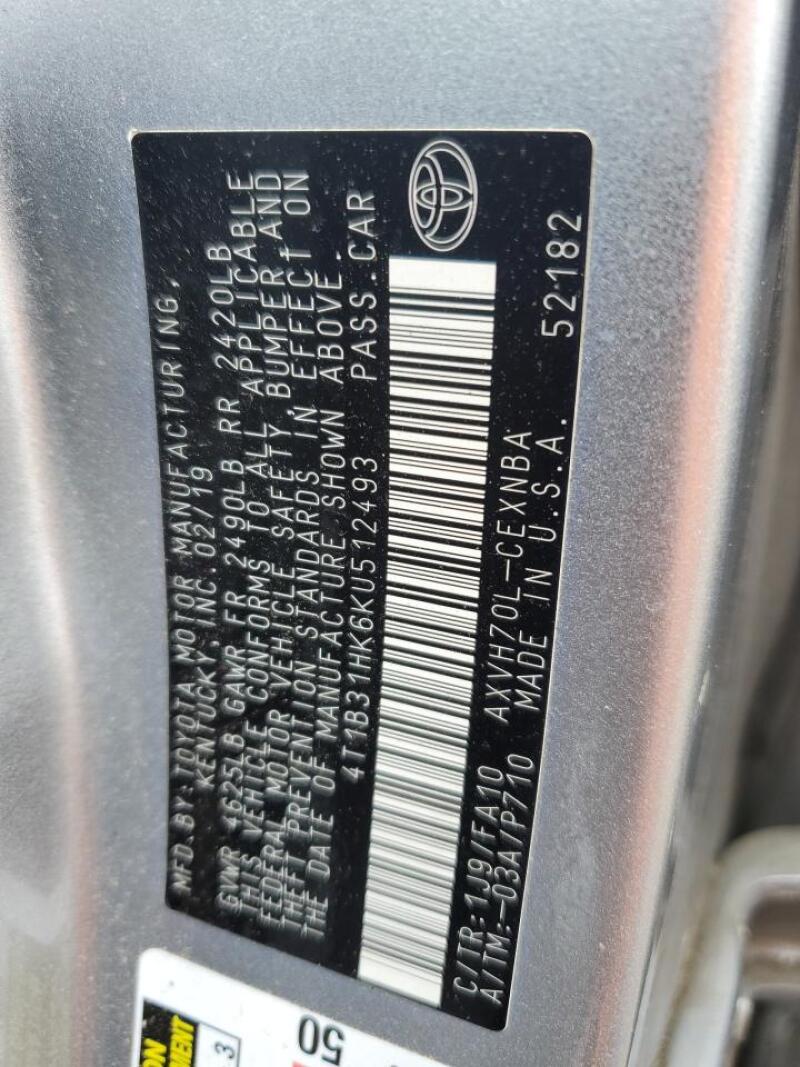 MFD. BY: TOYOTA MOTOR MANUFACTURING,
KENTUCKY, INC. 02/19
GVWR 4625LB GAWR FR 2490LB RR 2420LB
THIS VEHICLE CONFORMS TO ALL APPLICABLE
FEDERAL MOTOR VEHICLE SAFETY, BUMPER, AND
THEFT PREVENTION STANDARDS IN EFFECT ON
THE DATE OF MANUFACTURE SHOWN ABOVE.
4T1B31HK6KU512493 PASS.CAR
C/TR:1J9/FA10 AXVH70L-CEXNBA
A/TM:-03A/P710 MADE IN U.S.A. 52182
50